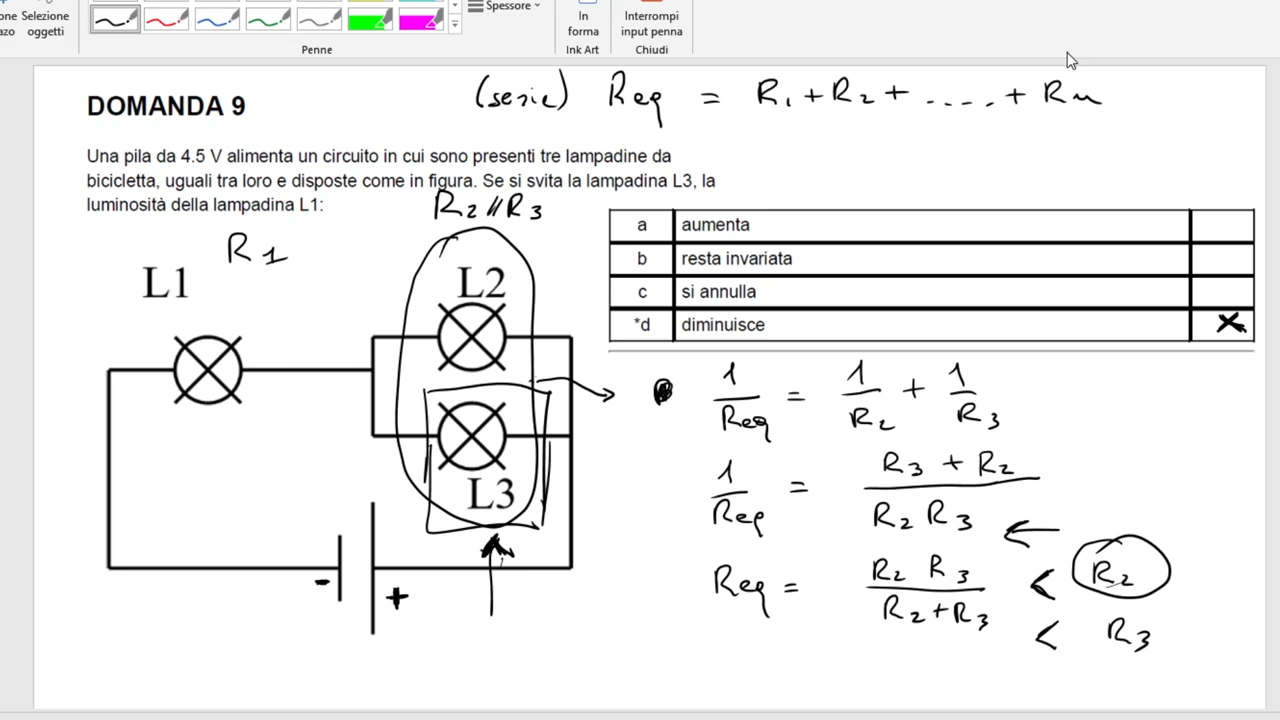 one Selezione
azo oggetti
Penne
Spessore
In
forma
Ink Art
Interrompi
input penna
Chiudi
(serie) Req = R1 + R2 + ..... + Rn
DOMANDA 9
Una pila da 4.5 V alimenta un circuito in cui sono presenti tre lampadine da
bicicletta, uguali tra loro e disposte come in figura. Se si svita la lampadina L3, la
luminosità della lampadina L1:
R2 // R3
R1
L1
L2
L3
- +
a aumenta
b resta invariata
c si annulla
*d diminuisce X
1/Req = 1/R2 + 1/R3
1/Req = R3 + R2 / R2 R3
Req = R2 R3 / R2 + R3 < R2
< R3